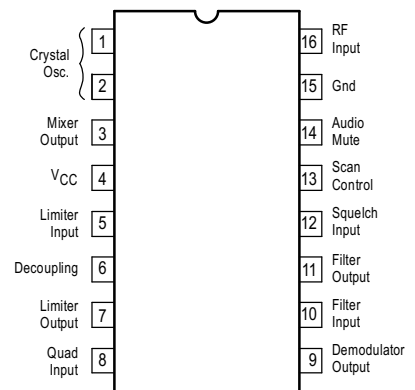 Crystal
Osc.
1
2
Mixer
Output
3
VCC
4
Limiter
Input
5
Decoupling
6
Limiter
Output
7
Quad
Input
8
16
RF
Input
15
Gnd
14
Audio
Mute
13
Scan
Control
12
Squelch
Input
11
Filter
Output
10
Filter
Input
9
Demodulator
Output